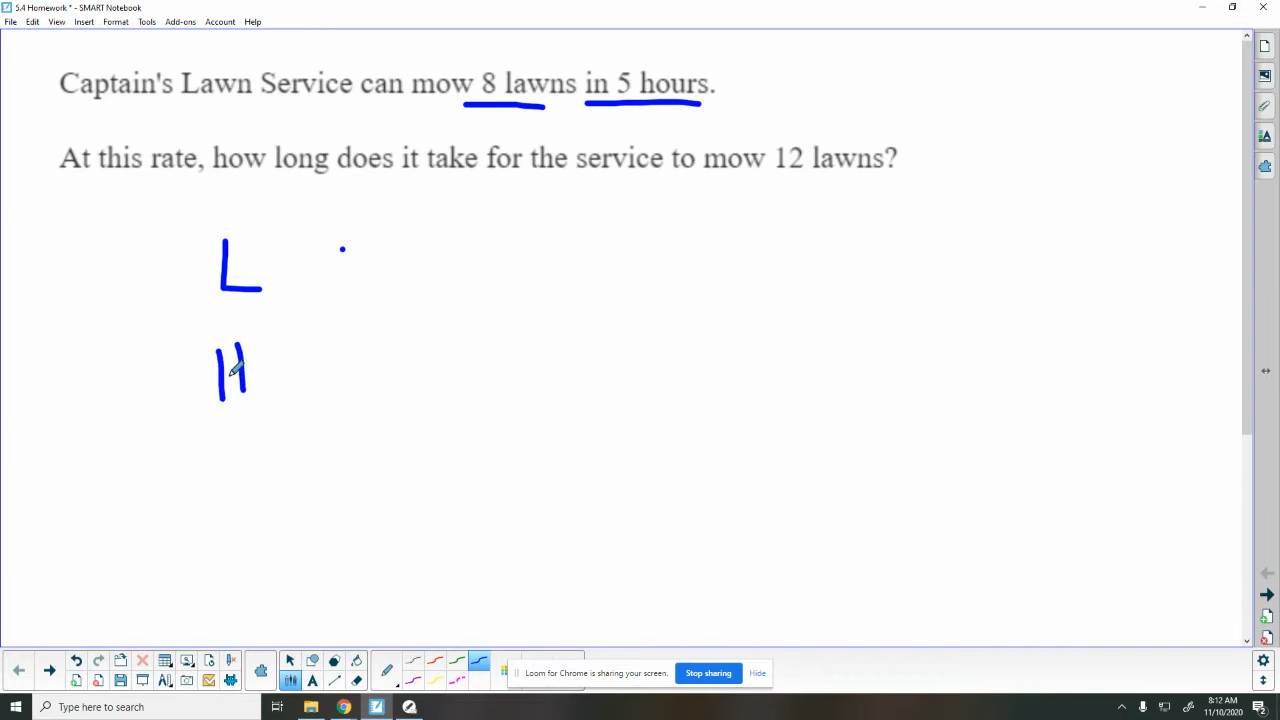 5.4 Homework * - SMART Notebook
File Edit View Insert Format Tools Add-ons Account Help
Captain's Lawn Service can mow 8 lawns in 5 hours.
At this rate, how long does it take for the service to mow 12 lawns?
L
H
Loom for Chrome is sharing your screen. Stop sharing Hide
Type here to search
8:12 AM
11/10/2020
2